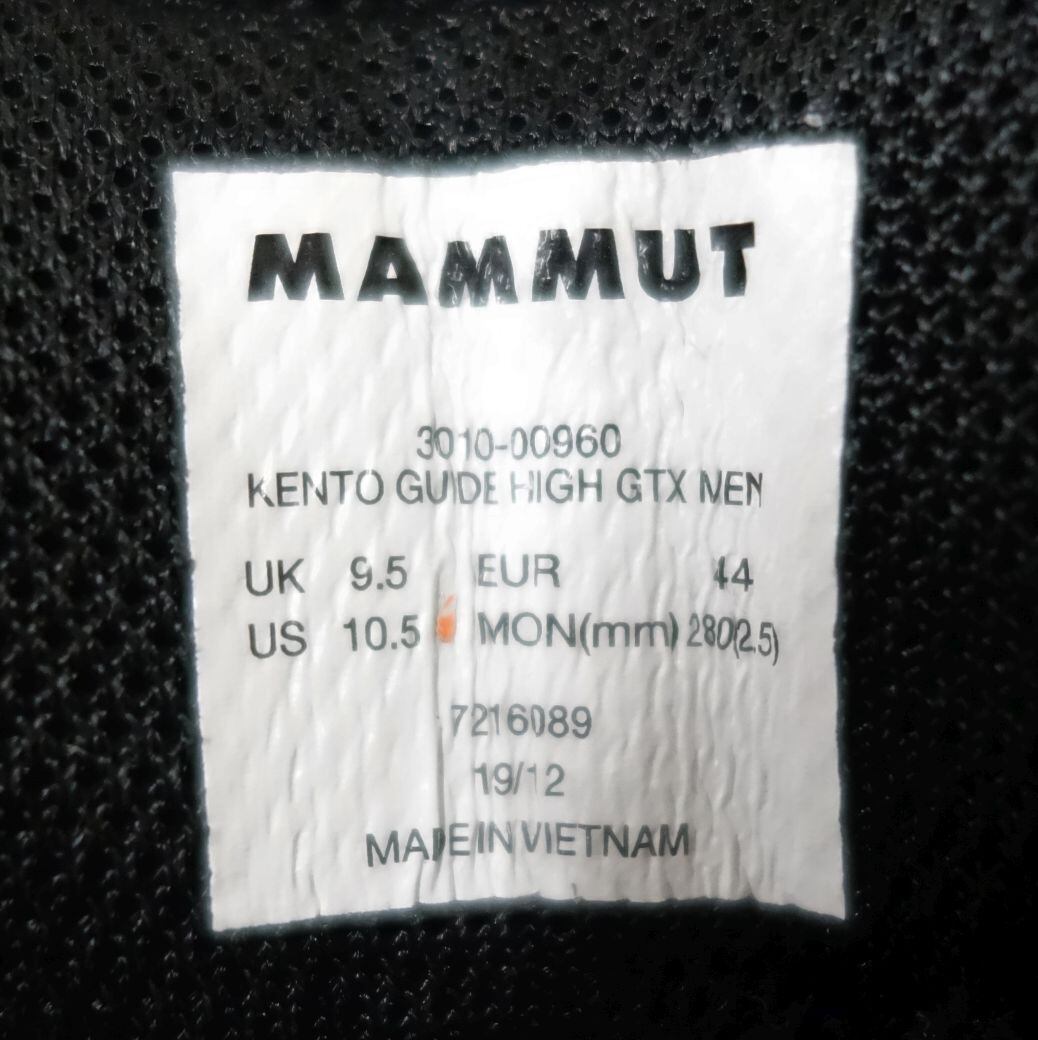 MAMMUT
3010-00960
KENTO GUIDE HIGH GTX MEN
UK 9.5 EUR 44
US 10.5 MON(mm) 280(2.5)
7216089
19/12
MADE IN VIETNAM